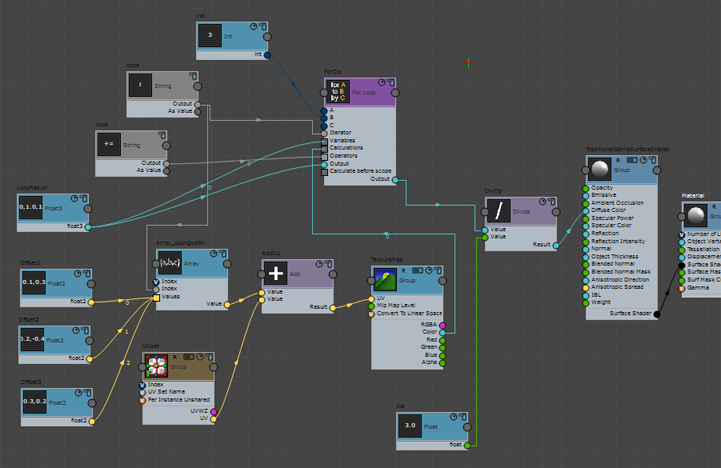 Val
3
Int
int
node
i
String
Output
As Value
node
+=
String
Output
As Value
ForOp
for A
to B
by C
For Loop
A
B
C
Iterator
Variables
Calculations
Operators
Output
Calculate before scope
Output
LoopResult
0,1.0,1
Float3
float3
Offset1
0.1, 0.3
Float2
float2
Offset2
0.2, -0.4
Float2
float2
Offset3
0.3, 0.2
Float2
float2
0
1
2
{a,b,c}
Array
Index
Index
Values
Value
UVset
R
Group
Index
UV Set Name
Per Instance Unshared
UVWZ
UV
AddOp
+
Add
Value
Value
Result
TextureMap
R
Group
UV
Mip Map Level
Convert To Linear Space
RGBA
Color
Red
Green
Blue
Alpha
Val
3.0
Float
float
DivOp
/
Divide
Value
Value
Result
TraditionalGameSurfaceShader
R
Group
Opacity
Emissive
Ambient Occlusion
Diffuse Color
Specular Power
Specular Color
Reflection
Reflection Intensity
Normal
Object Thickness
Blended Normal
Blended Normal Mask
Anisotropic Direction
Anisotropic Spread
IBL
Weight
Surface Shader
Material
R
Number of L
Object Vert
Tessellation
Displaceme
Surface Sha
Surface Mas
Cull Mas
Gamma